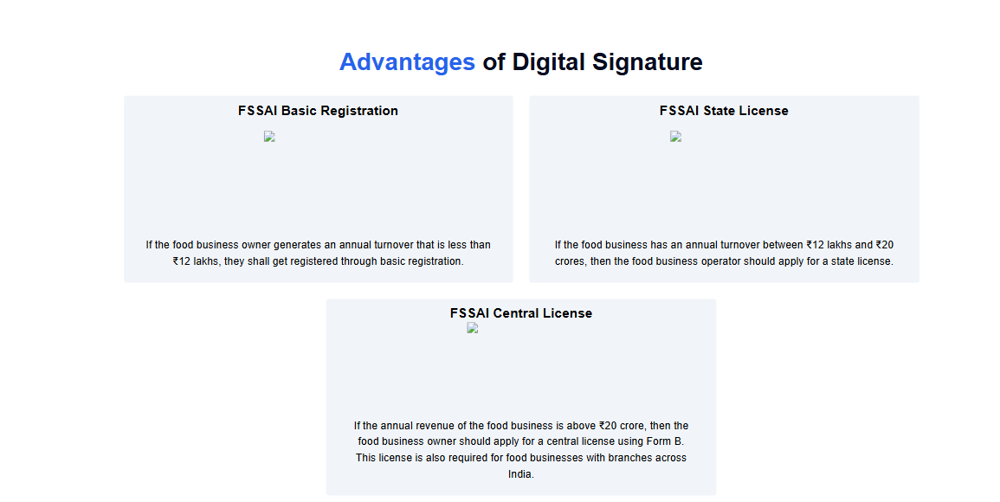 Advantages of Digital Signature
FSSAI Basic Registration
If the food business owner generates an annual turnover that is less than
₹12 lakhs, they shall get registered through basic registration.
FSSAI State License
If the food business has an annual turnover between ₹12 lakhs and ₹20
crores, then the food business operator should apply for a state license.
FSSAI Central License
If the annual revenue of the food business is above ₹20 crore, then the
food business owner should apply for a central license using Form B.
This license is also required for food businesses with branches across
India.